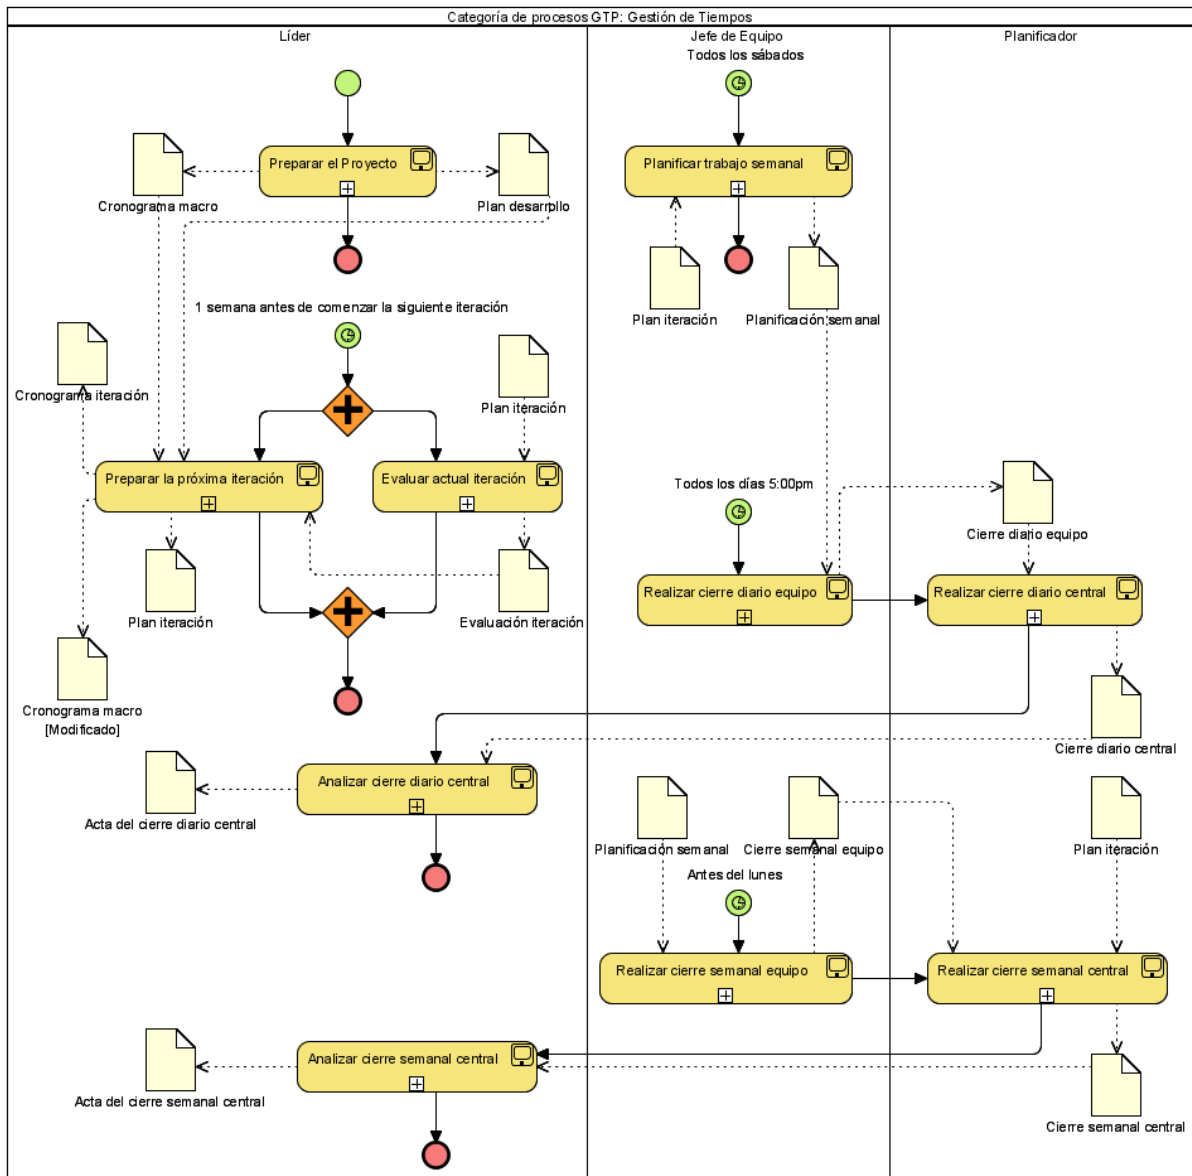 Categoría de procesos GTP: Gestión de Tiempos
Líder
Jefe de Equipo
Planificador
Todos los sábados
Preparar el Proyecto
Planificar trabajo semanal
Cronograma macro
Plan desarrllo
Plan iteración
Planificación semanal
1 semana antes de comenzar la siguiente iteración
Cronograma iteración
Plan iteración
Preparar la próxima iteración
Evaluar actual iteración
Todos los días 5:00pm
Cierre diario equipo
Realizar cierre diario equipo
Realizar cierre diario central
Plan iteración
Evaluación iteración
Cronograma macro
[Modificado]
Cierre diario central
Analizar cierre diario central
Acta del cierre diario central
Planificación semanal
Cierre semanal equipo
Plan iteración
Antes del lunes
Realizar cierre semanal equipo
Realizar cierre semanal central
Analizar cierre semanal central
Acta del cierre semanal central
Cierre semanal central